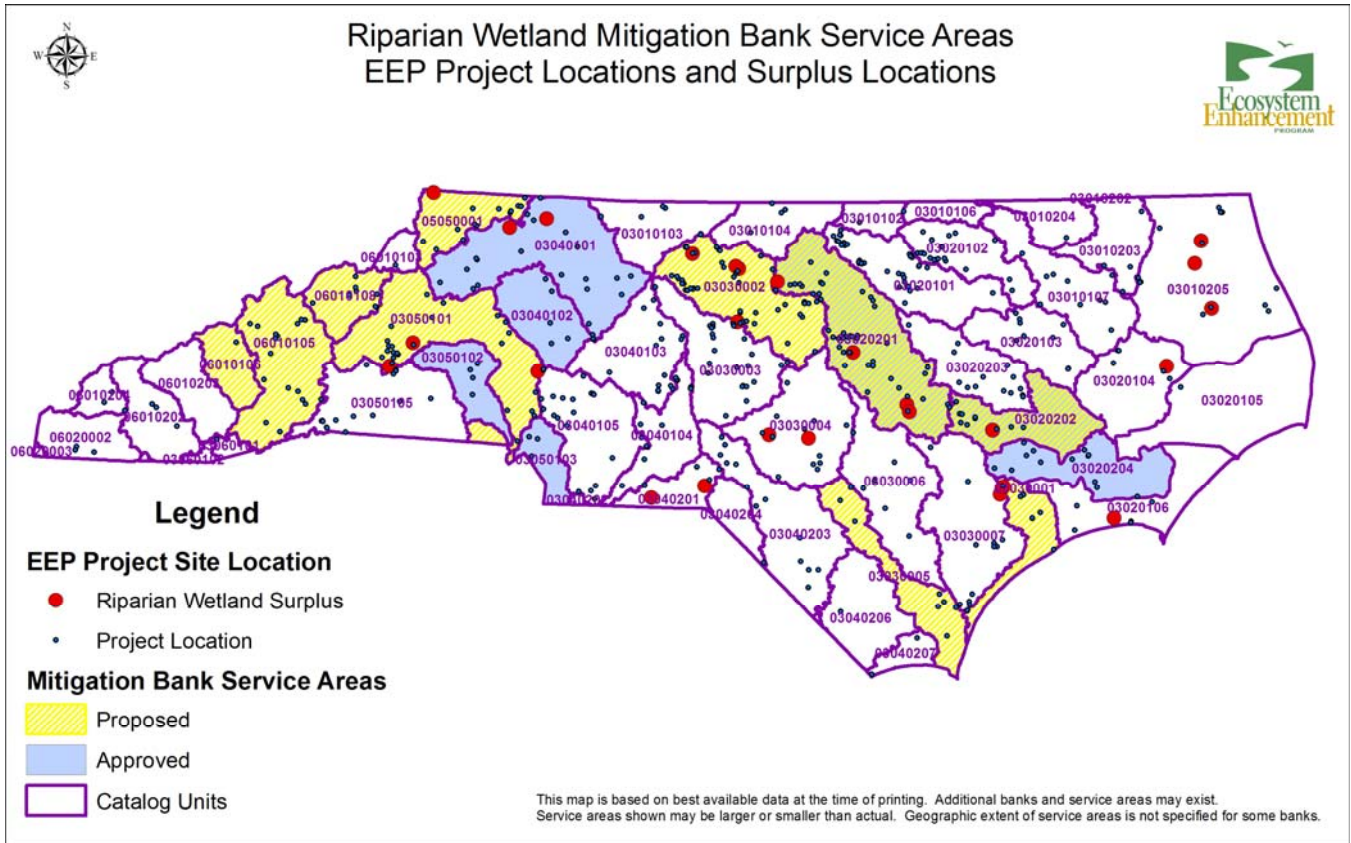 Riparian Wetland Mitigation Bank Service Areas
EEP Project Locations and Surplus Locations
N
W E
S
Ecosystem
Enhancement
PROGRAM
03010202
05050001
03010102
03010106
03010204
03010103
03010104
03040101
03020102
03010203
06010103
03030002
03020101
03010205
06010108
03010107
03050101
03040102
06010105
03020103
03020201
03040103
03050102
06010106
03030003
03020203
03020104
06010203
03050105
03020105
06010204
06010202
03020202
03040105
03030004
03040104
06020002
06020003
03060101
03060102
03050103
03020204
03030006
03030001
03040202
03040201
03020106
03040204
03040203
03030007
03030005
03040206
03040207
Legend
EEP Project Site Location
Riparian Wetland Surplus
Project Location
Mitigation Bank Service Areas
Proposed
Approved
Catalog Units
This map is based on best available data at the time of printing. Additional banks and service areas may exist.
Service areas shown may be larger or smaller than actual. Geographic extent of service areas is not specified for some banks.